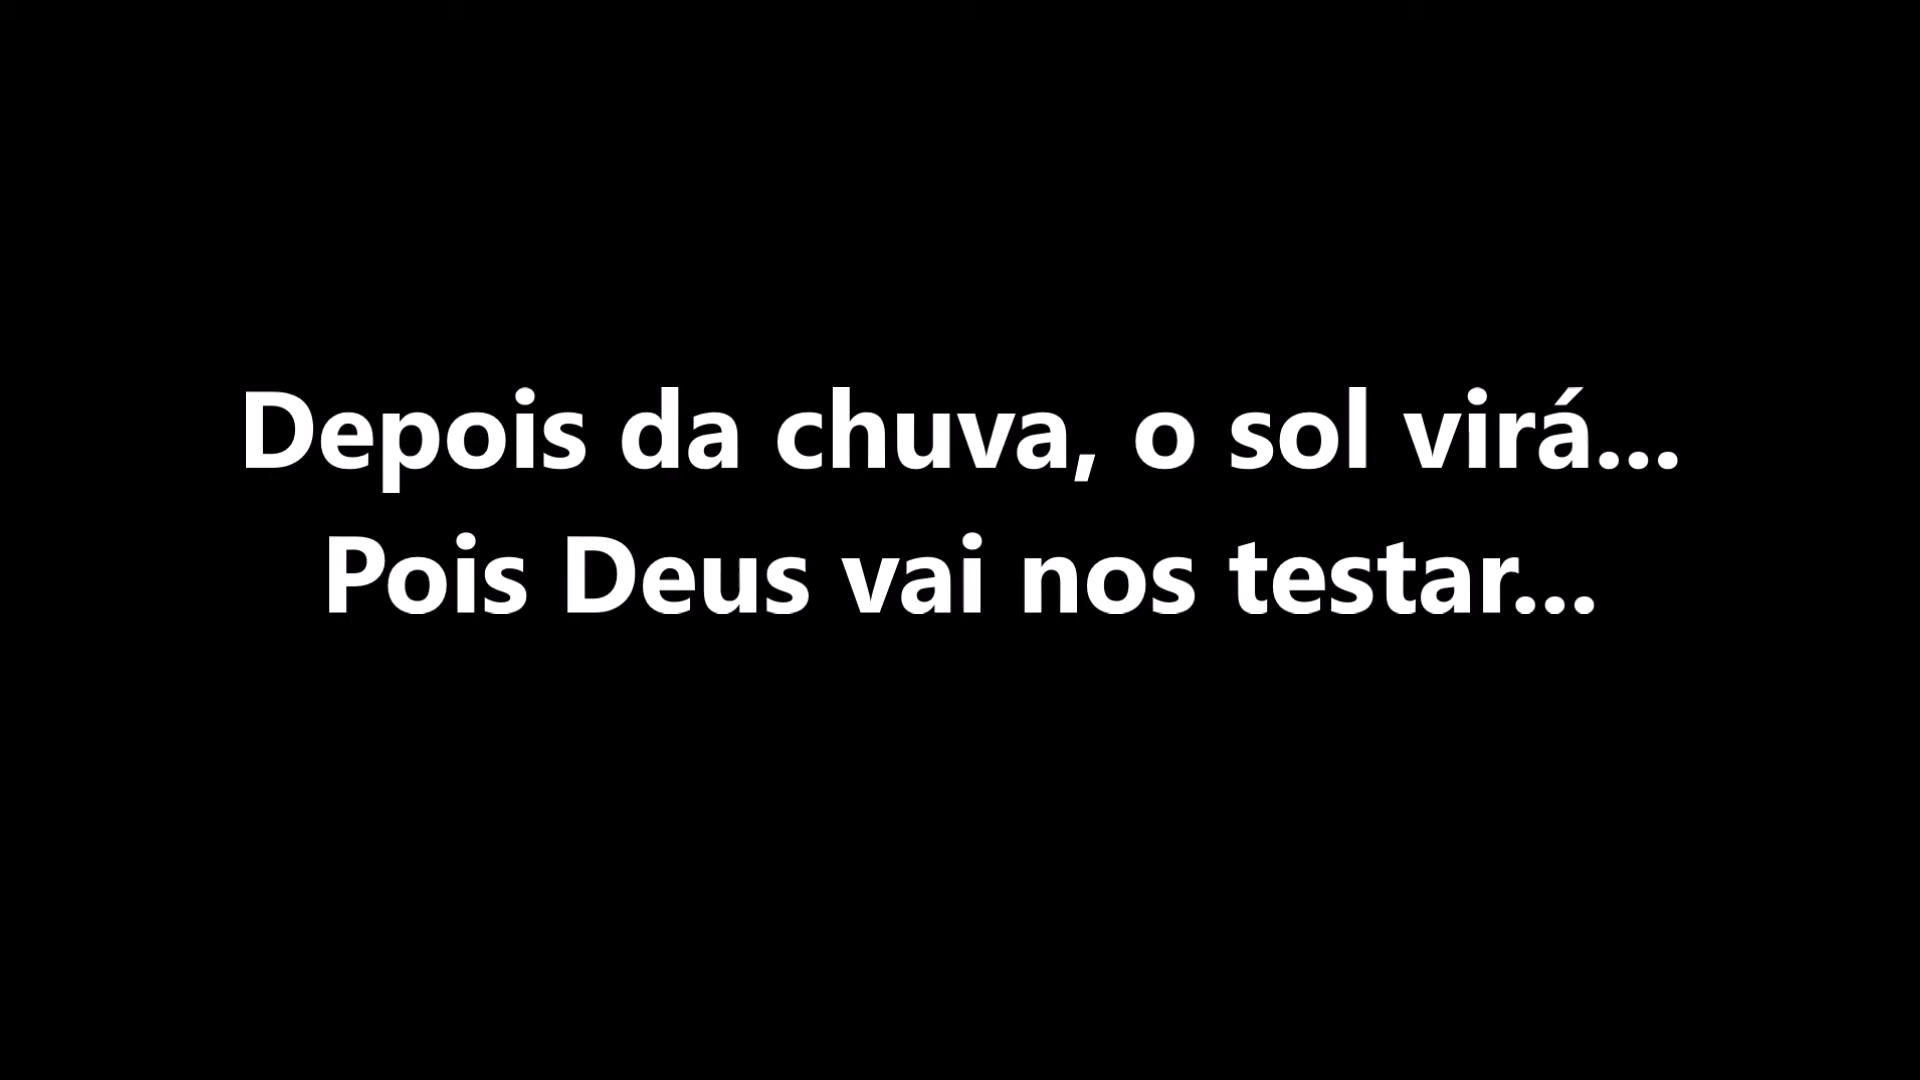 Depois da chuva, o sol virá...
Pois Deus vai nos testar...